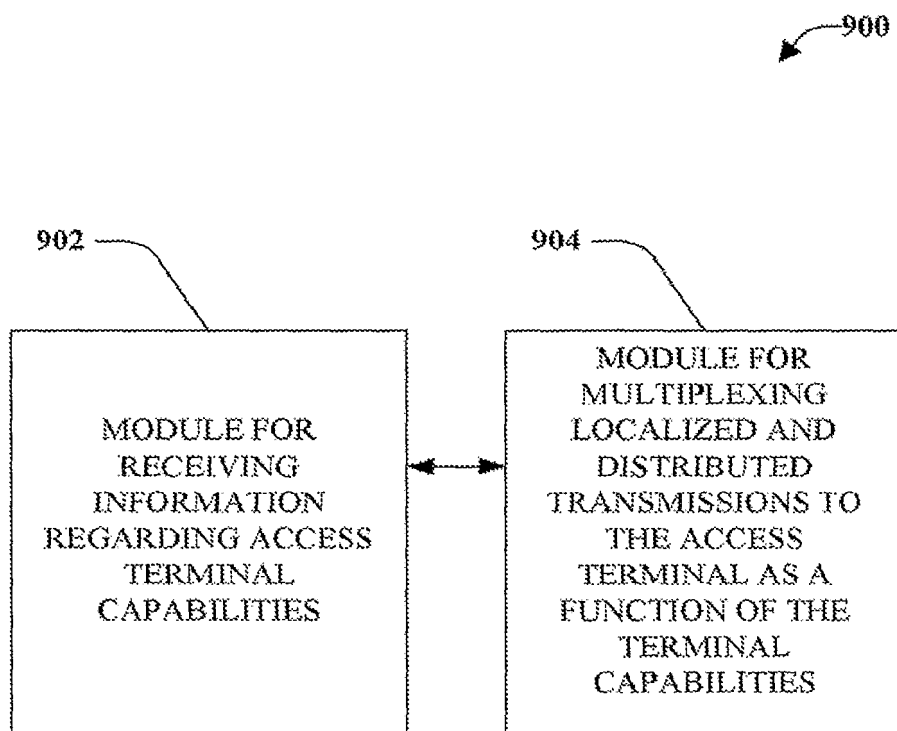 900
902
904
MODULE FOR
RECEIVING
INFORMATION
REGARDING ACCESS
TERMINAL
CAPABILITIES
MODULE FOR
MULTIPLEXING
LOCALIZED AND
DISTRIBUTED
TRANSMISSIONS TO
THE ACCESS
TERMINAL AS A
FUNCTION OF THE
TERMINAL
CAPABILITIES